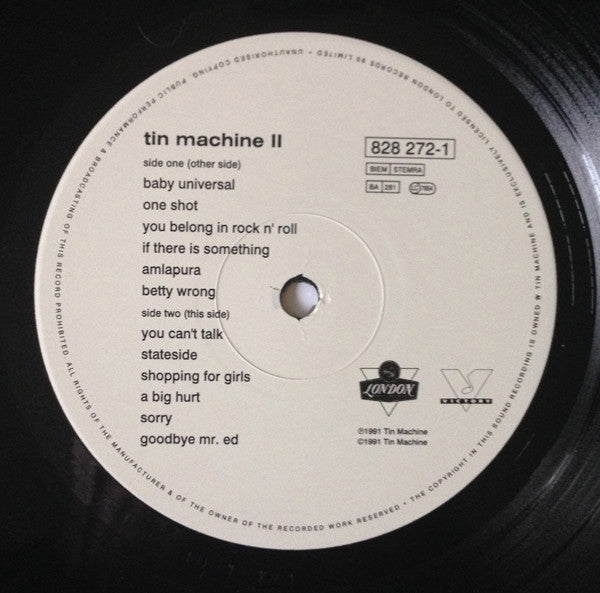 tin machine II
828 272-1
side one (other side)
BIEM STEMRA
baby universal
BA 281
one shot
you belong in rock n' roll
if there is something
amlapura
betty wrong
side two (this side)
you can't talk
stateside
shopping for girls
a big hurt
sorry
goodbye mr. ed
LONDON
VICTORY
℗1991 Tin Machine
©1991 Tin Machine
ALL RIGHTS OF THE MANUFACTURER & OF THE OWNER OF THE RECORDED WORK RESERVED • THE COPYRIGHT IN THIS SOUND RECORDING IS OWNED BY TIN MACHINE AND IS EXCLUSIVELY LICENSED TO LONDON RECORDS 90 LIMITED • UNAUTHORISED COPYING, PUBLIC PERFORMANCE & BROADCASTING OF THIS RECORD PROHIBITED.